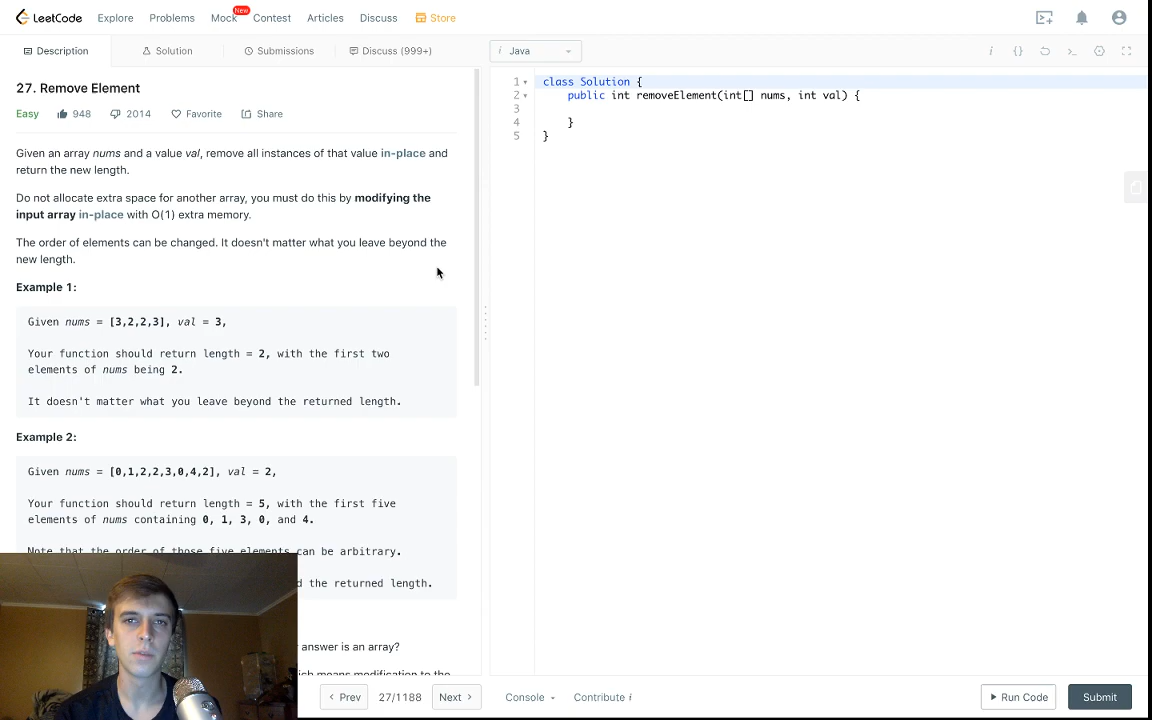 LeetCode Explore Problems Mock New Contest Articles Discuss Store
Description Solution Submissions Discuss (999+)
27. Remove Element
Easy 948 2014 Favorite Share
Given an array nums and a value val, remove all instances of that value in-place and
return the new length.
Do not allocate extra space for another array, you must do this by modifying the
input array in-place with O(1) extra memory.
The order of elements can be changed. It doesn't matter what you leave beyond the
new length.
Example 1:
Given nums = [3,2,2,3], val = 3,
Your function should return length = 2, with the first two
elements of nums being 2.
It doesn't matter what you leave beyond the returned length.
Example 2:
Given nums = [0,1,2,2,3,0,4,2], val = 2,
Your function should return length = 5, with the first five
elements of nums containing 0, 1, 3, 0, and 4.
Note that the order of those five elements can be arbitrary.
d the returned length.
answer is an array?
ich means modification to the
Prev 27/1188 Next
i Java
i {} >_
1 class Solution {
2 public int removeElement(int[] nums, int val) {
3
4 }
5 }
Console Contribute i
Run Code Submit